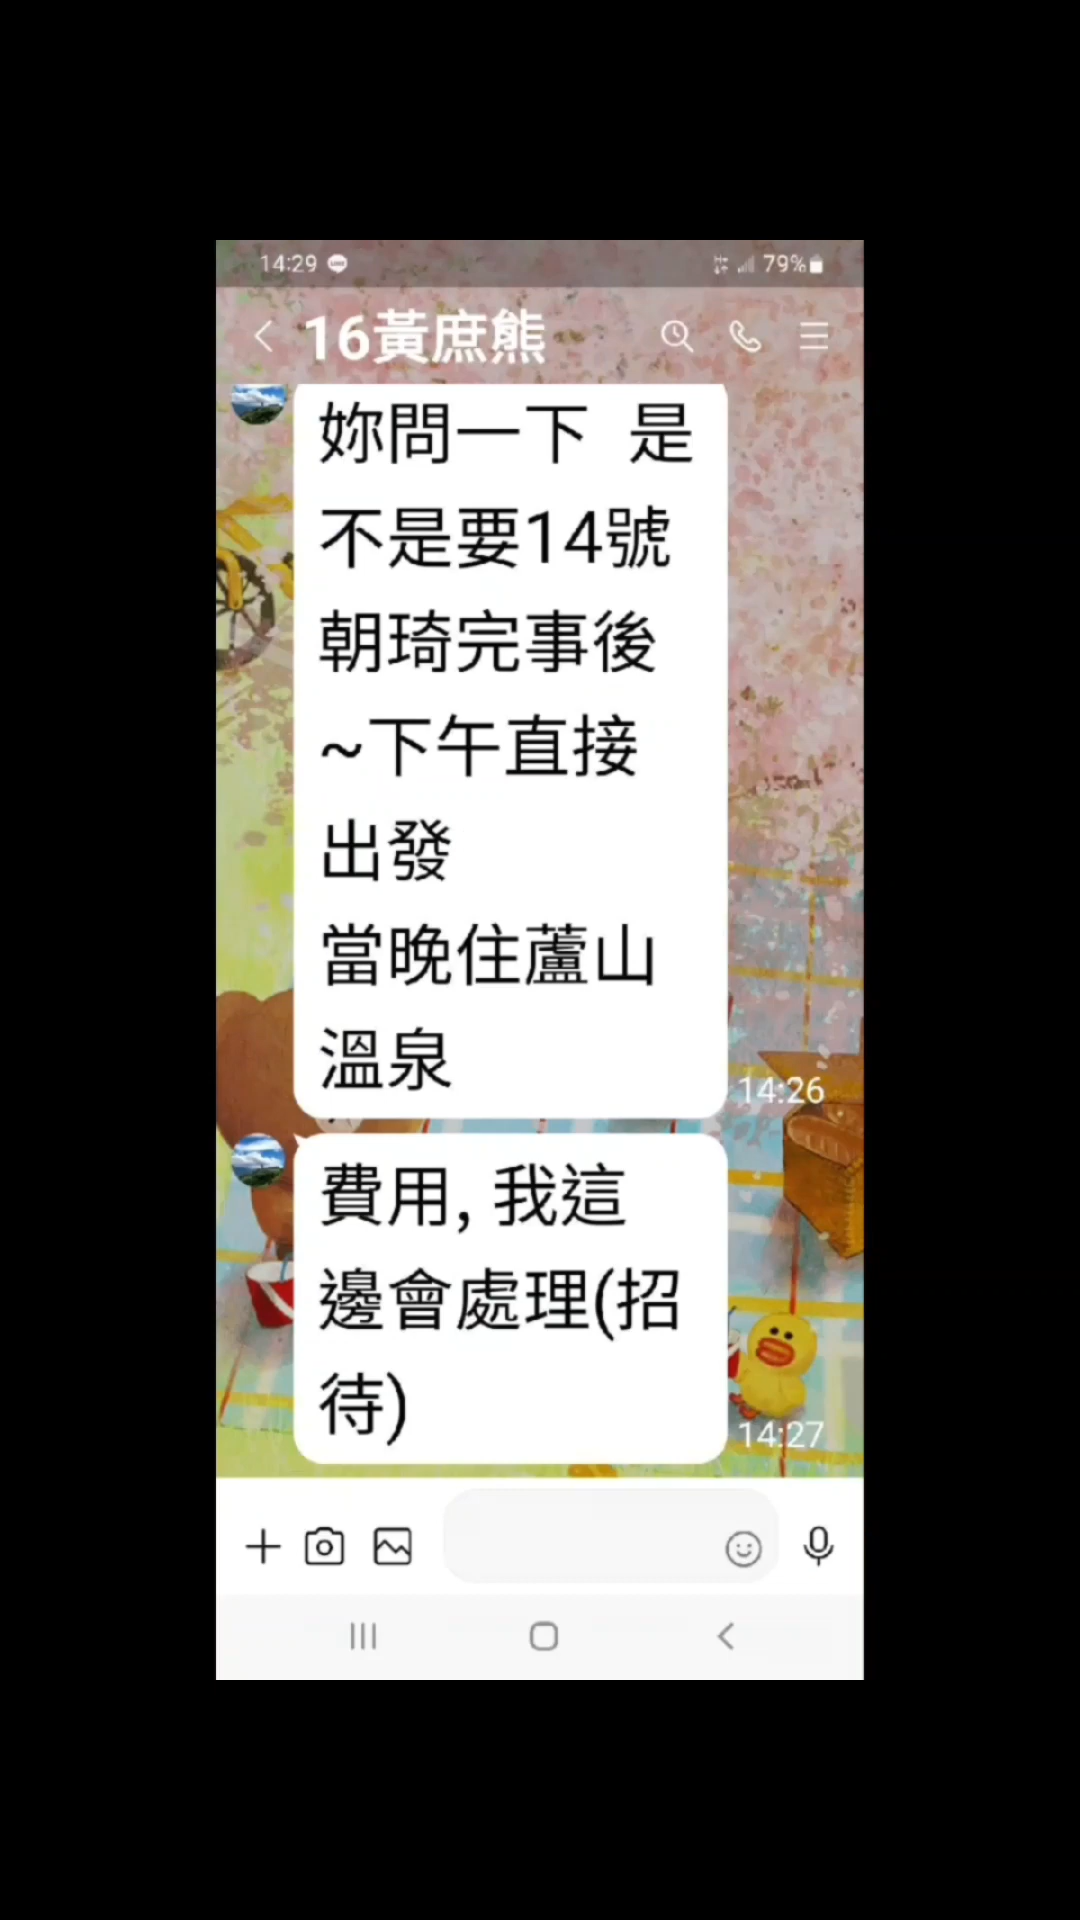 14:29 79%
16黃庶熊
妳問一下 是
不是要14號
朝琦完事後
~下午直接
出發
當晚住蘆山
溫泉
14:26
費用, 我這
邊會處理(招
待)
14:27